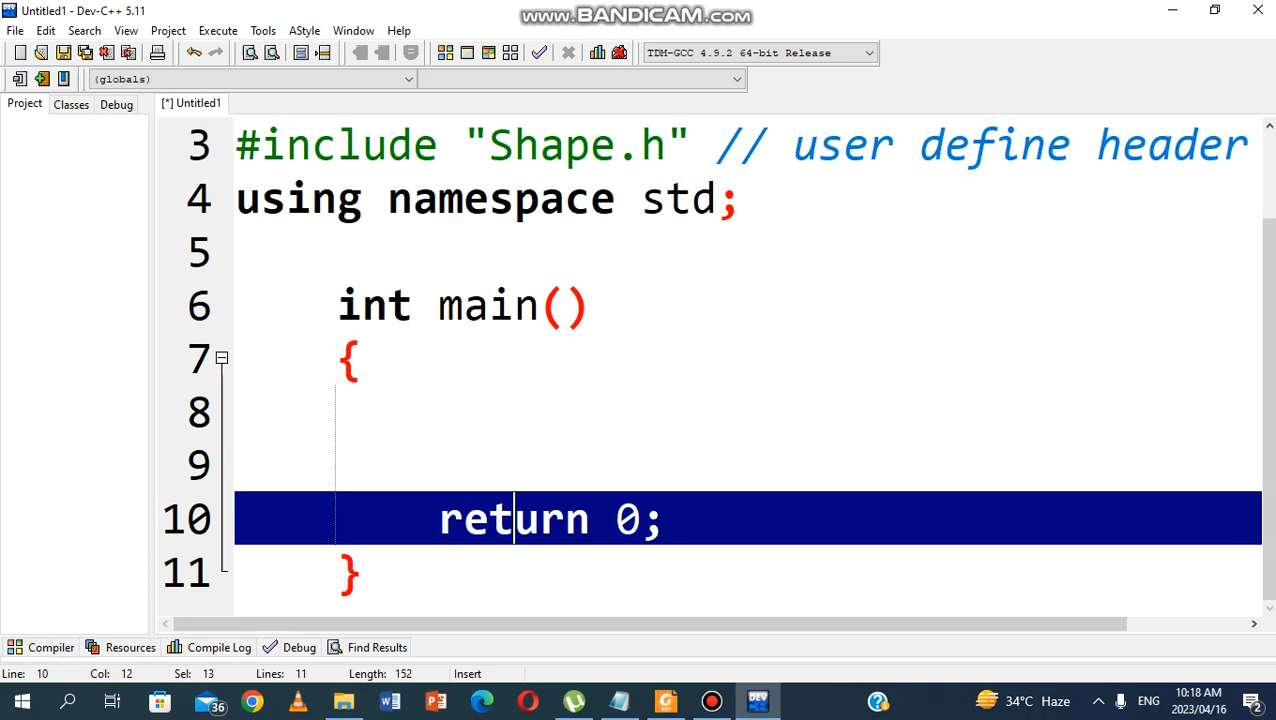 Untitled1 - Dev-C++ 5.11
www.BANDICAM.com
File Edit Search View Project Execute Tools AStyle Window Help
TDM-GCC 4.9.2 64-bit Release
(globals)
Project Classes Debug [*] Untitled1
3 #include "Shape.h" // user define header
4 using namespace std;
5
6 int main()
7 {
8
9
10 return 0;
11 }
Compiler Resources Compile Log Debug Find Results
Line: 10 Col: 12 Sel: 13 Lines: 11 Length: 152 Insert
36 34°C Haze ENG 10:18 AM
2023/04/16 2